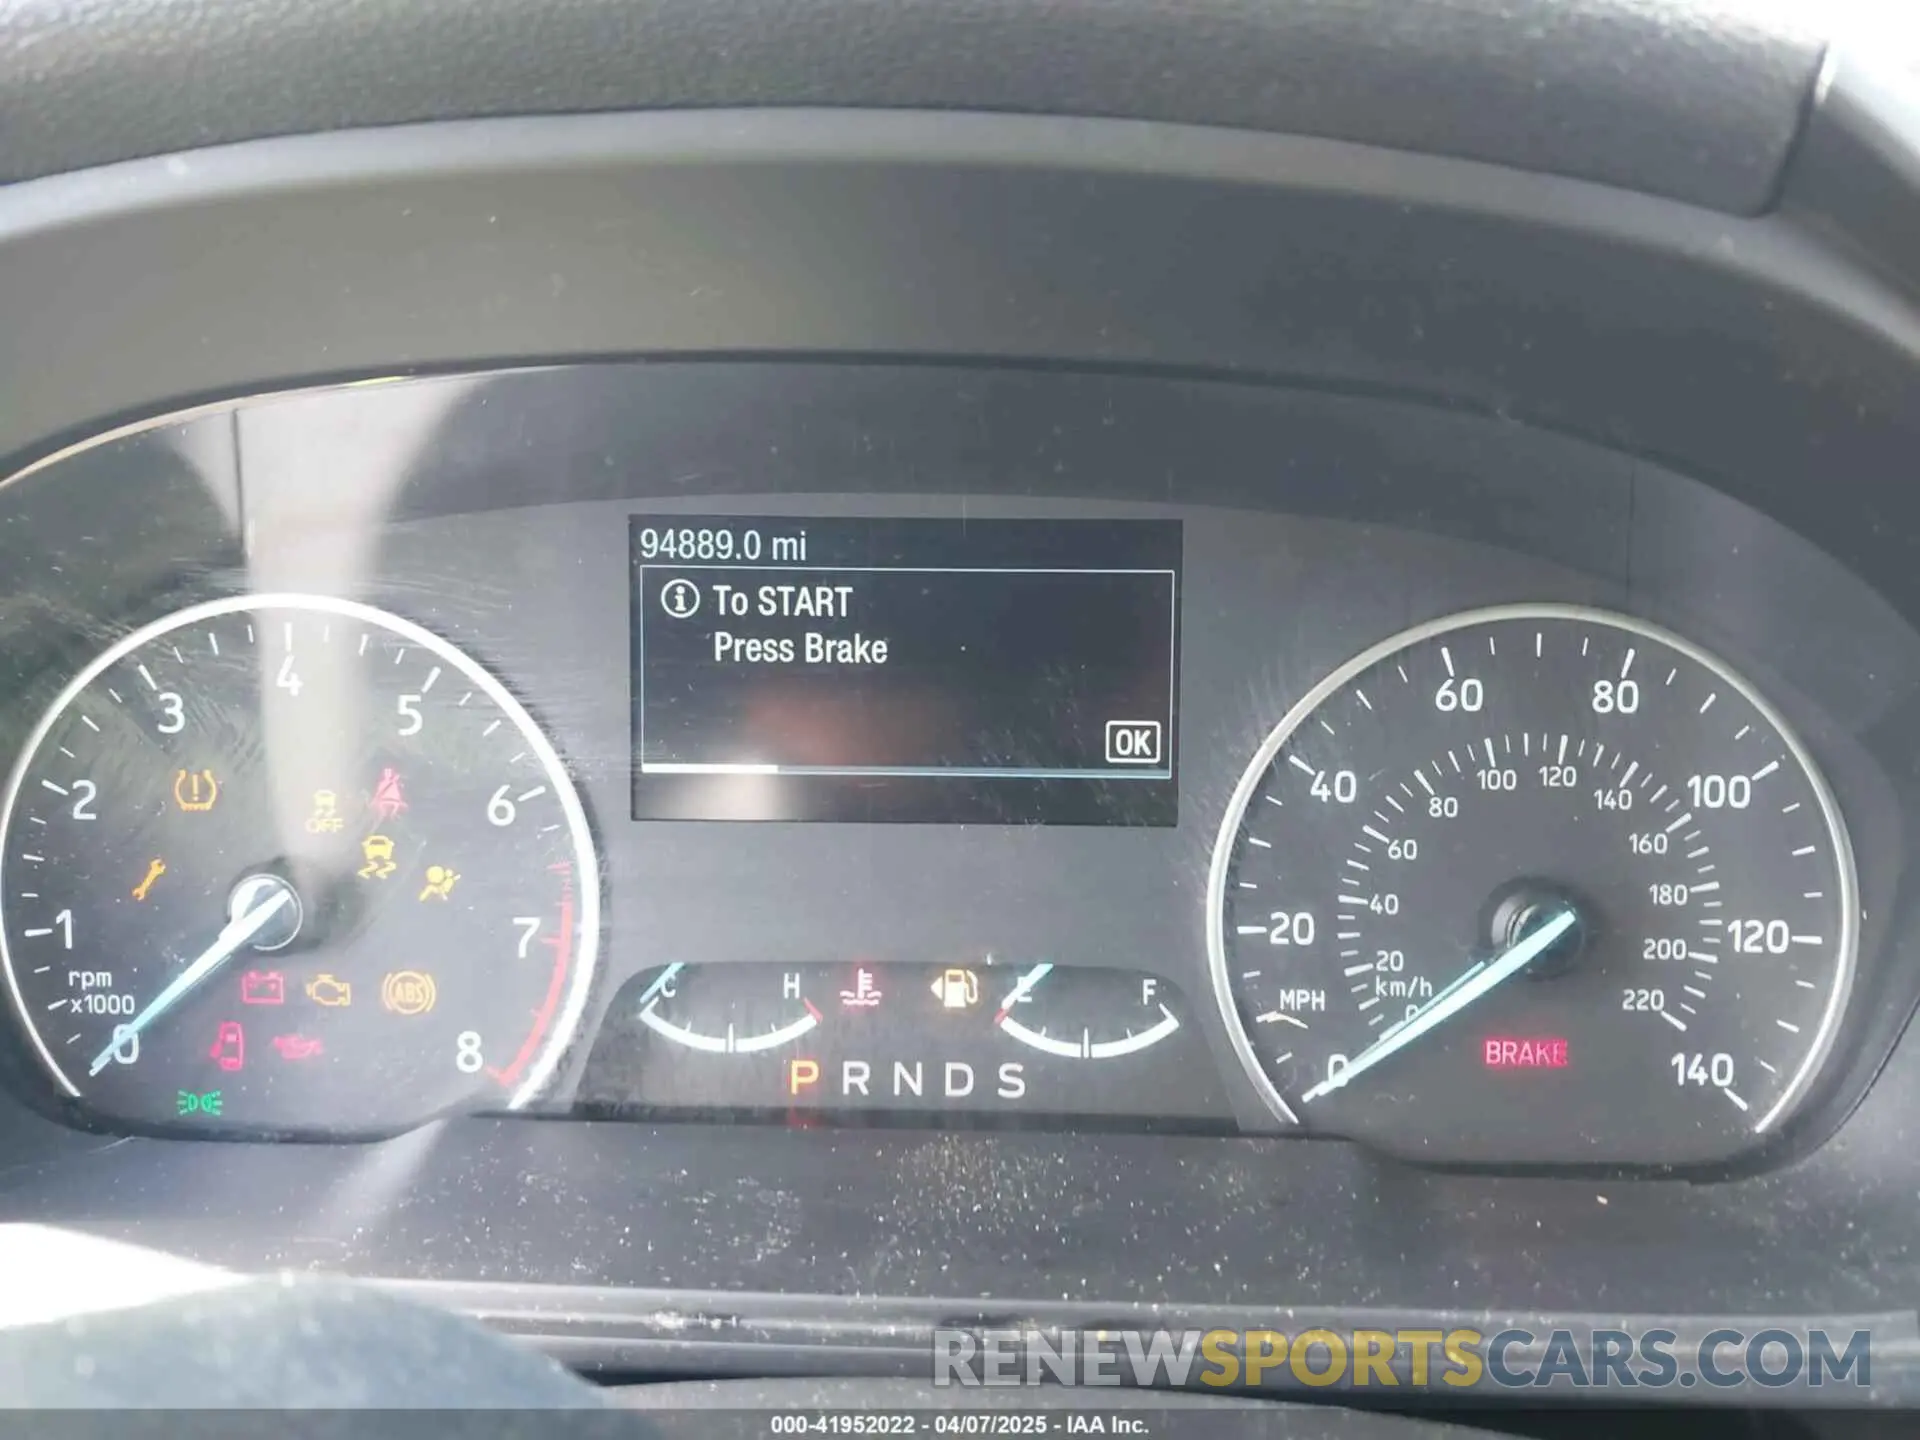 94889.0 mi
To START
Press Brake
OK
0 1 2 3 4 5 6 7 8
rpm
x1000
OFF
ABS
C H
E F
P R N D S
0 20 40 60 80 100 120 140
MPH
0 20 40 60 80 100 120 140 160 180 200 220
km/h
BRAKE
RENEWSPORTSCARS.COM
000-41952022 - 04/07/2025 - IAA Inc.